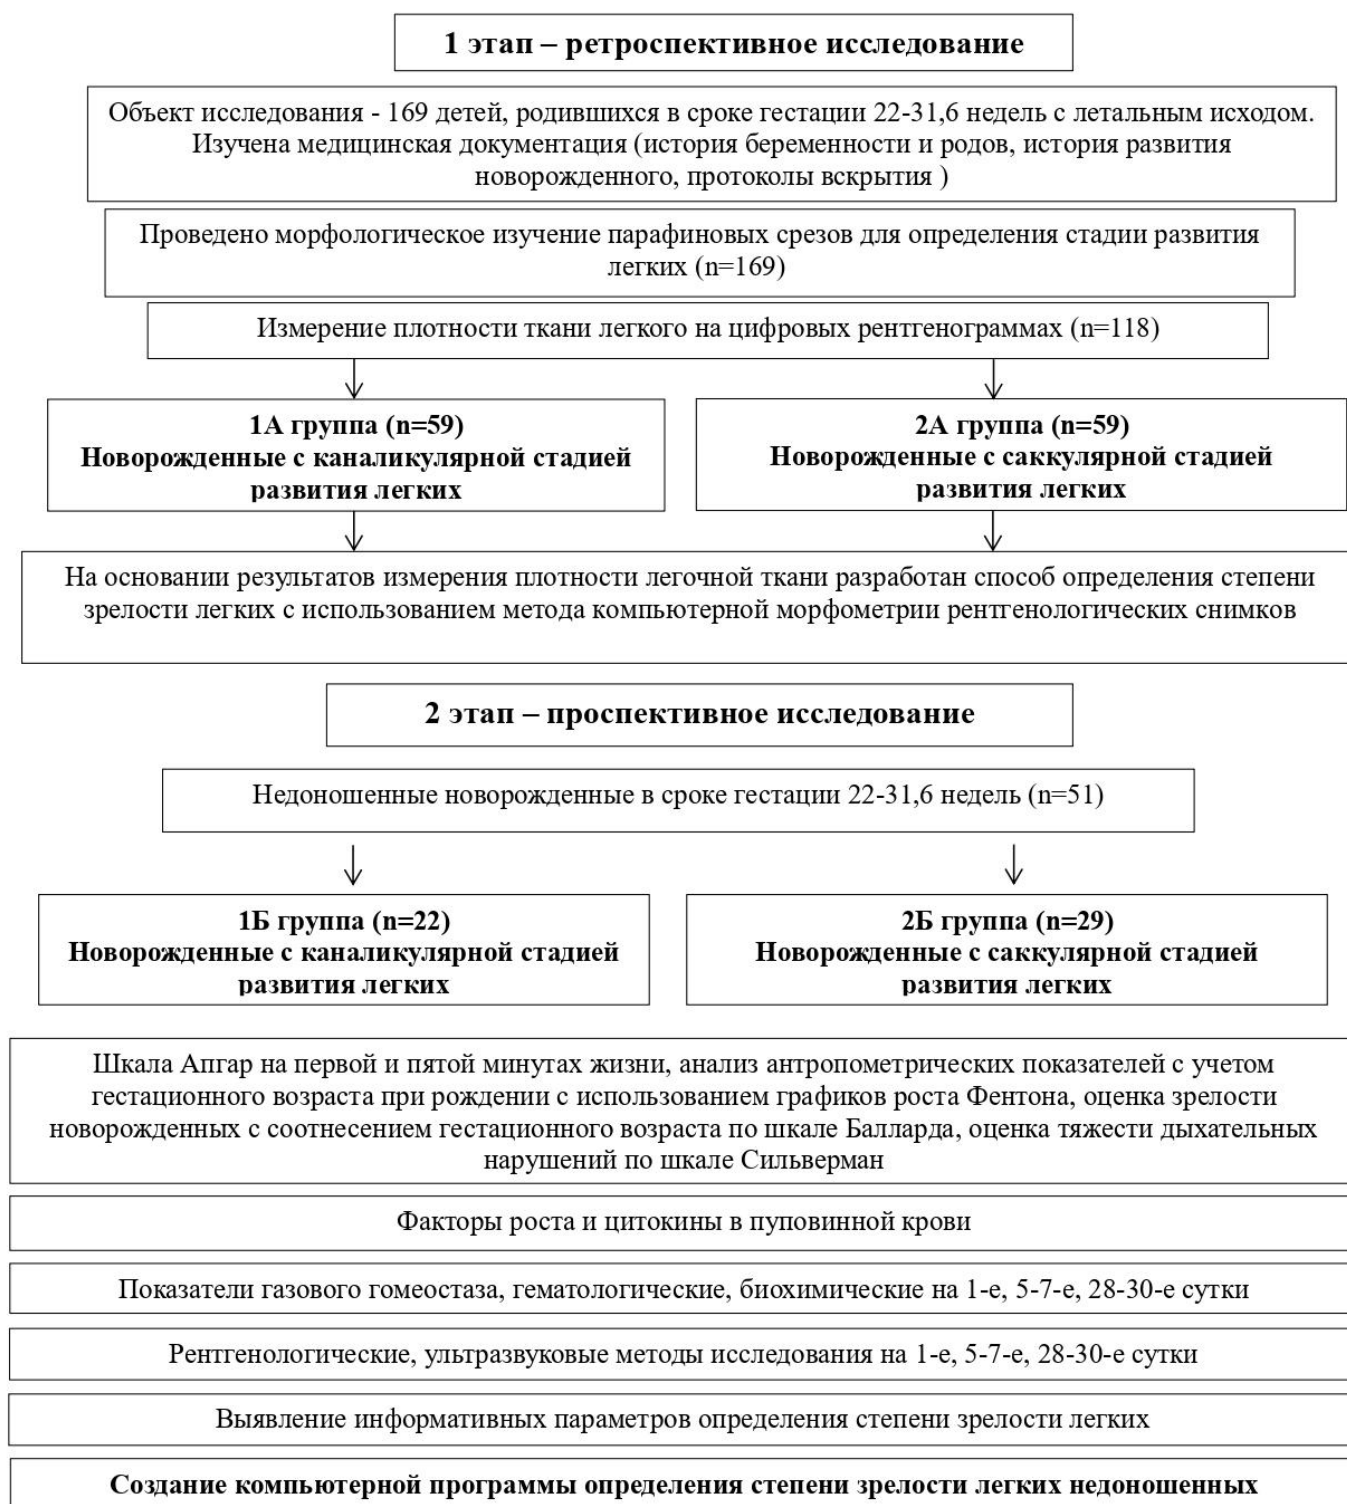 1 этап – ретроспективное исследование
Объект исследования - 169 детей, родившихся в сроке гестации 22-31,6 недель с летальным исходом.
Изучена медицинская документация (история беременности и родов, история развития
новорожденного, протоколы вскрытия )
Проведено морфологическое изучение парафиновых срезов для определения стадии развития
легких (n=169)
Измерение плотности ткани легкого на цифровых рентгенограммах (n=118)
1А группа (n=59)
Новорожденные с каналикулярной стадией
развития легких
2А группа (n=59)
Новорожденные с саккулярной стадией
развития легких
На основании результатов измерения плотности легочной ткани разработан способ определения степени
зрелости легких с использованием метода компьютерной морфометрии рентгенологических снимков
2 этап – проспективное исследование
Недоношенные новорожденные в сроке гестации 22-31,6 недель (n=51)
1Б группа (n=22)
Новорожденные с каналикулярной стадией
развития легких
2Б группа (n=29)
Новорожденные с саккулярной стадией
развития легких
Шкала Апгар на первой и пятой минутах жизни, анализ антропометрических показателей с учетом
гестационного возраста при рождении с использованием графиков роста Фентона, оценка зрелости
новорожденных с соотнесением гестационного возраста по шкале Балларда, оценка тяжести дыхательных
нарушений по шкале Сильверман
Факторы роста и цитокины в пуповинной крови
Показатели газового гомеостаза, гематологические, биохимические на 1-е, 5-7-е, 28-30-е сутки
Рентгенологические, ультразвуковые методы исследования на 1-е, 5-7-е, 28-30-е сутки
Выявление информативных параметров определения степени зрелости легких
Создание компьютерной программы определения степени зрелости легких недоношенных